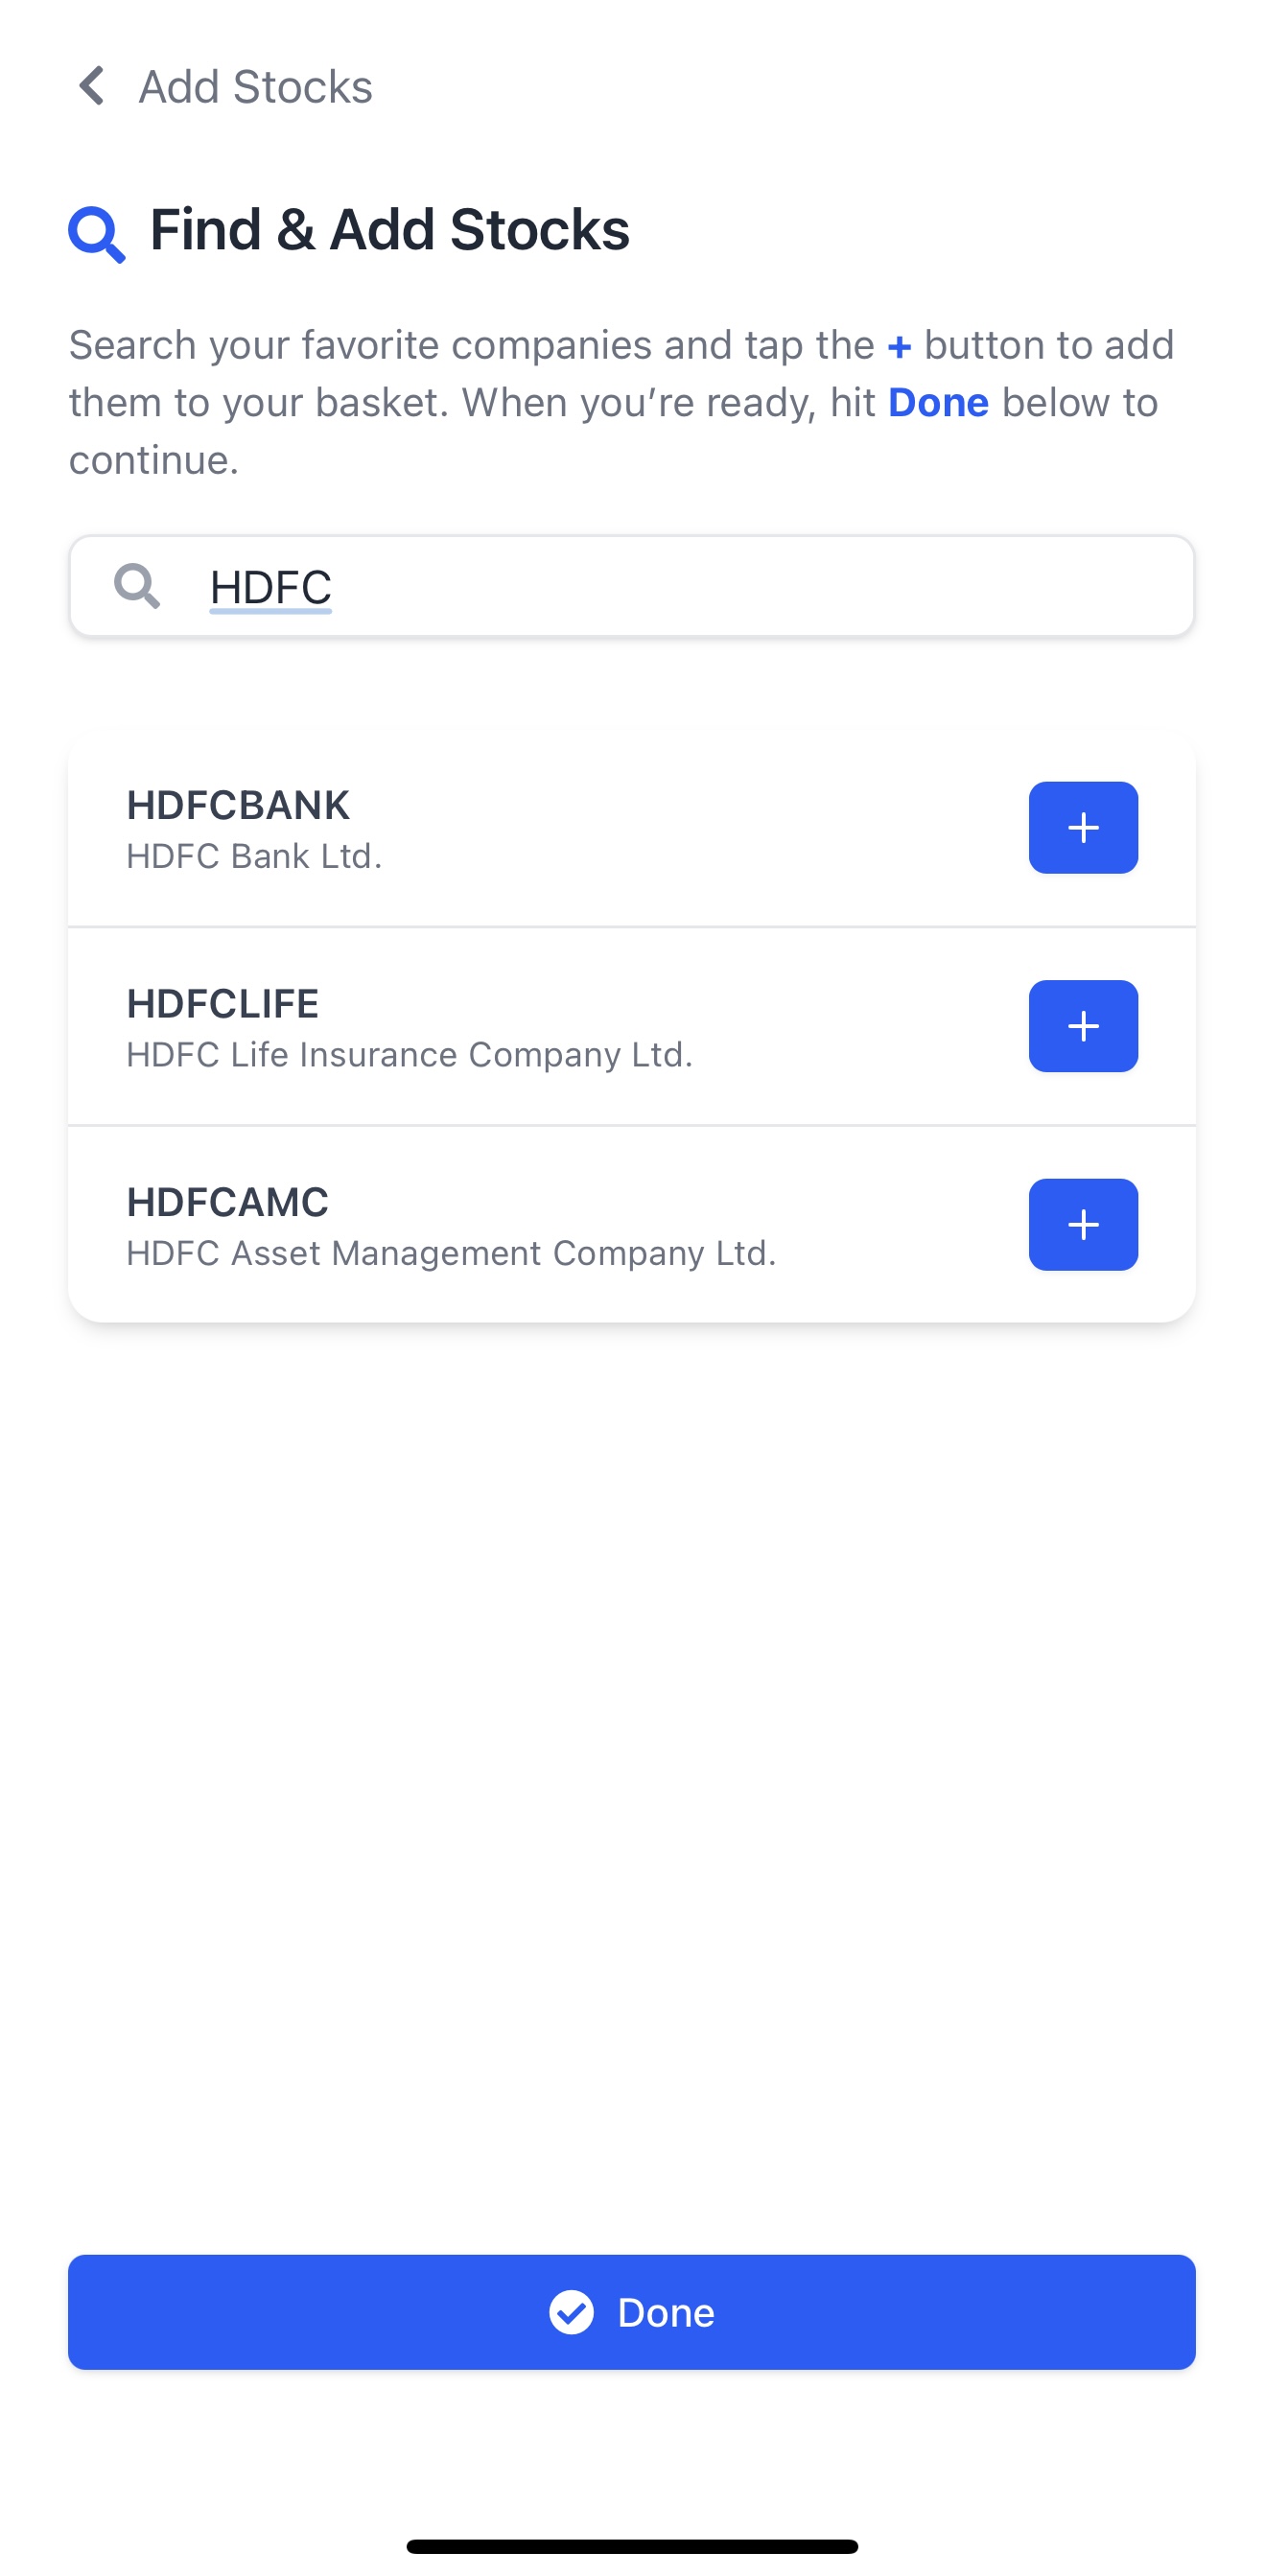 Add Stocks
Find & Add Stocks
Search your favorite companies and tap the + button to add
them to your basket. When you’re ready, hit Done below to
continue.
HDFC
HDFCBANK
HDFC Bank Ltd.
HDFCLIFE
HDFC Life Insurance Company Ltd.
HDFCAMC
HDFC Asset Management Company Ltd.
Done